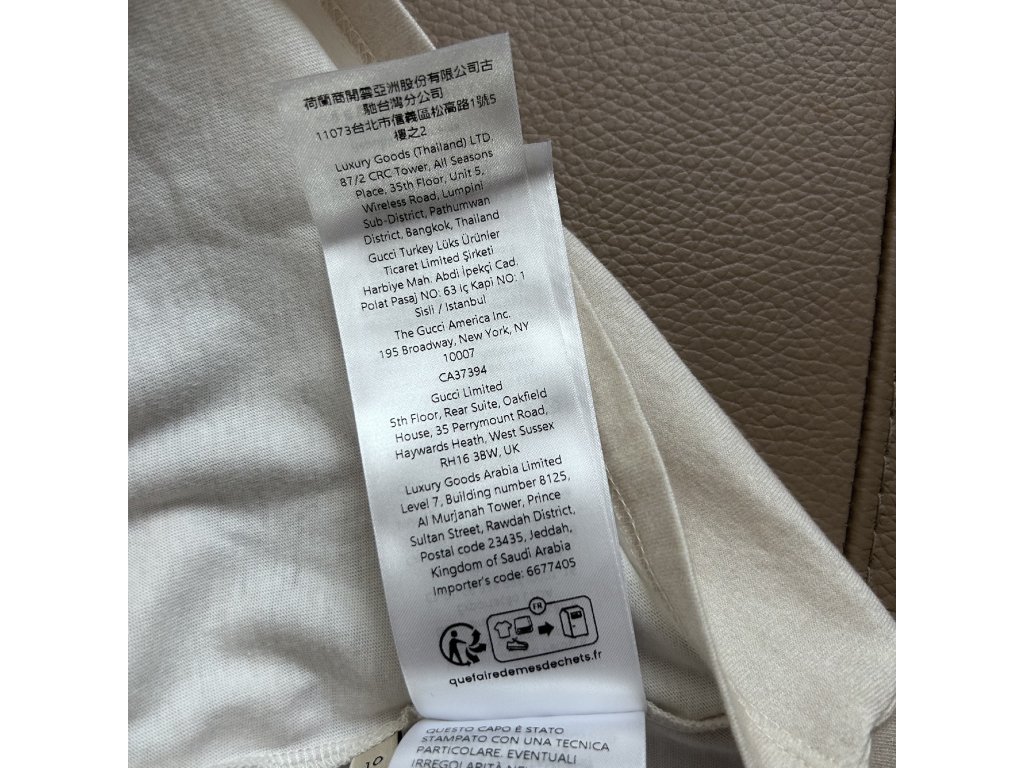 荷蘭商開雲亞洲股份有限公司古
馳台灣分公司
11073台北市信義區松高路1號5
樓之2
Luxury Goods (Thailand) LTD.
87/2 CRC Tower, All Seasons
Place, 35th Floor, Unit 5,
Wireless Road, Lumpini
Sub-District, Pathumwan
District, Bangkok, Thailand
Gucci Turkey Lüks Ürünler
Ticaret Limited Şirketi
Harbiye Mah. Abdi İpekçi Cad.
Polat Pasaj NO: 63 iç Kapi NO: 1
Sisli / Istanbul
The Gucci America Inc.
195 Broadway, New York, NY
10007
CA37394
Gucci Limited
5th Floor, Rear Suite, Oakfield
House, 35 Perrymount Road,
Haywards Heath, West Sussex
RH16 3BW, UK
Luxury Goods Arabia Limited
Level 7, Building number 8125,
Al Murjanah Tower, Prince
Sultan Street, Rawdah District,
Postal code 23435, Jeddah,
Kingdom of Saudi Arabia
Importer's code: 6677405
FR
quefairedemesdechets.fr
QUESTO CAPO È STATO
STAMPATO CON UNA TECNICA
PARTICOLARE. EVENTUALI
IRREGOLARITÀ
10